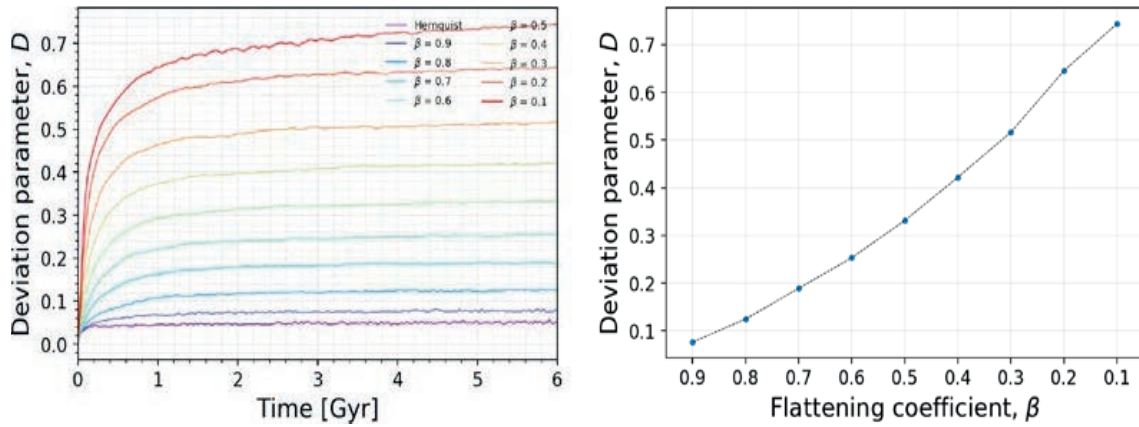 Deviation parameter, D
0.7
0.6
0.5
0.4
0.3
0.2
0.1
0.0
Hernquist
β = 0.9
β = 0.8
β = 0.7
β = 0.6
β = 0.5
β = 0.4
β = 0.3
β = 0.2
β = 0.1
0 1 2 3 4 5 6
Time [Gyr]
Deviation parameter, D
0.7
0.6
0.5
0.4
0.3
0.2
0.1
0.9 0.8 0.7 0.6 0.5 0.4 0.3 0.2 0.1
Flattening coefficient, β